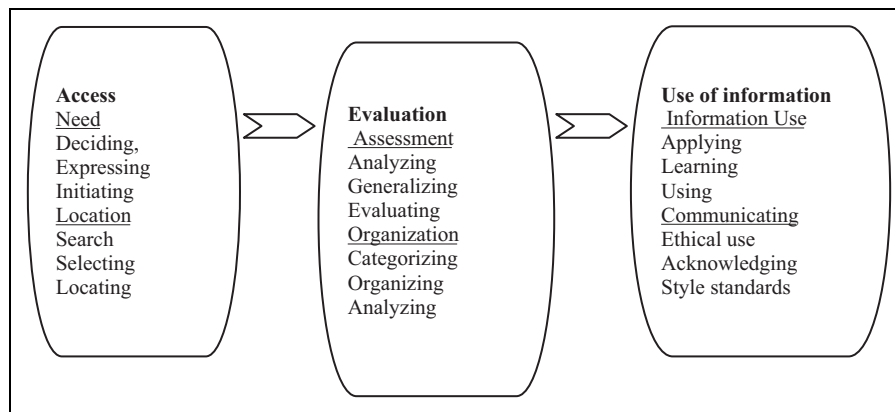 Access
Need
Deciding,
Expressing
Initiating
Location
Search
Selecting
Locating
Evaluation
Assessment
Analyzing
Generalizing
Evaluating
Organization
Categorizing
Organizing
Analyzing
Use of information
Information Use
Applying
Learning
Using
Communicating
Ethical use
Acknowledging
Style standards